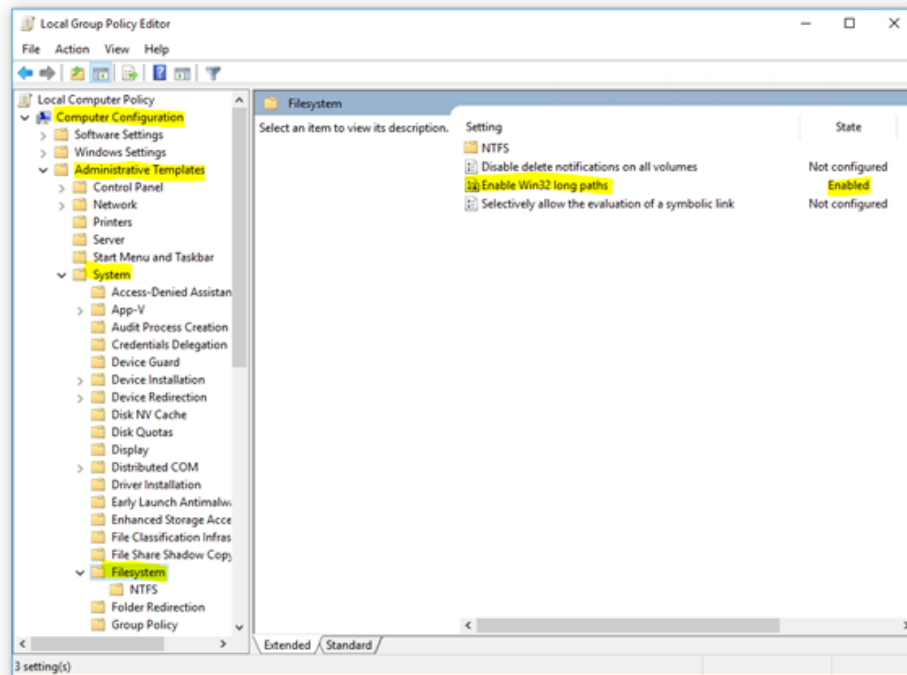 Local Group Policy Editor
File Action View Help
Local Computer Policy
Computer Configuration
Software Settings
Windows Settings
Administrative Templates
Control Panel
Network
Printers
Server
Start Menu and Taskbar
System
Access-Denied Assistan
App-V
Audit Process Creation
Credentials Delegation
Device Guard
Device Installation
Device Redirection
Disk NV Cache
Disk Quotas
Display
Distributed COM
Driver Installation
Early Launch Antimalw
Enhanced Storage Acce
File Classification Infras
File Share Shadow Copy
Filesystem
NTFS
Folder Redirection
Group Policy
Filesystem
Select an item to view its description.
Setting State
NTFS
Disable delete notifications on all volumes Not configured
Enable Win32 long paths Enabled
Selectively allow the evaluation of a symbolic link Not configured
Extended Standard
3 setting(s)